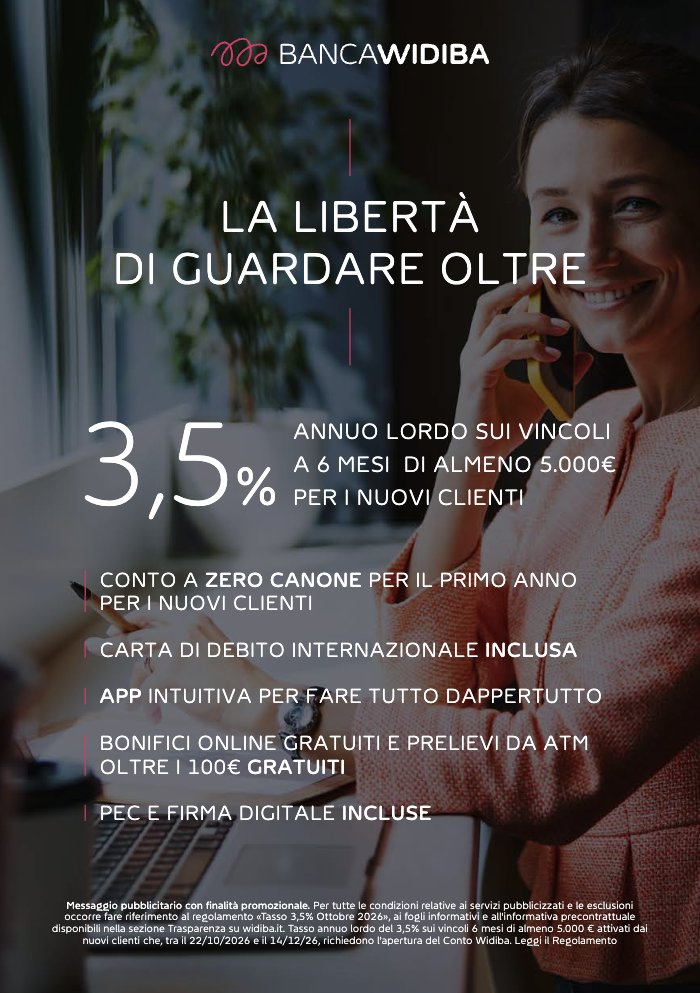 BANCAWIDIBA
LA LIBERTÀ
DI GUARDARE OLTRE
3,5%
ANNUO LORDO SUI VINCOLI
A 6 MESI DI ALMENO 5.000€
PER I NUOVI CLIENTI
CONTO A ZERO CANONE PER IL PRIMO ANNO
PER I NUOVI CLIENTI
CARTA DI DEBITO INTERNAZIONALE INCLUSA
APP INTUITIVA PER FARE TUTTO DAPPERTUTTO
BONIFICI ONLINE GRATUITI E PRELIEVI DA ATM
OLTRE I 100€ GRATUITI
PEC E FIRMA DIGITALE INCLUSE
Messaggio pubblicitario con finalità promozionale. Per tutte le condizioni relative ai servizi pubblicizzati e le esclusioni
occorre fare riferimento al regolamento «Tasso 3,5% Ottobre 2026», ai fogli informativi e all'informativa precontrattuale
disponibili nella sezione Trasparenza su widiba.it. Tasso annuo lordo del 3,5% sui vincoli 6 mesi di almeno 5.000 € attivati dai
nuovi clienti che, tra il 22/10/2026 e il 14/12/26, richiedono l'apertura del Conto Widiba. Leggi il Regolamento